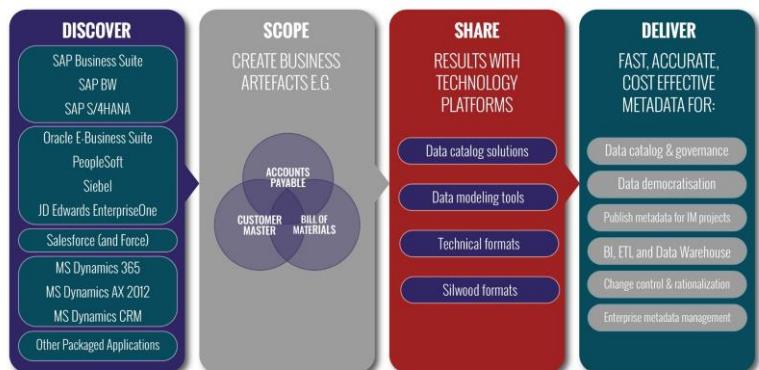 DISCOVER
SAP Business Suite
SAP BW
SAP S/4HANA
Oracle E-Business Suite
PeopleSoft
Siebel
JD Edwards EnterpriseOne
Salesforce (and Force)
MS Dynamics 365
MS Dynamics AX 2012
MS Dynamics CRM
Other Packaged Applications
SCOPE
CREATE BUSINESS
ARTEFACTS E.G.
ACCOUNTS
PAYABLE
CUSTOMER
MASTER
BILL OF
MATERIALS
SHARE
RESULTS WITH
TECHNOLOGY
PLATFORMS
Data catalog solutions
Data modeling tools
Technical formats
Silwood formats
DELIVER
FAST, ACCURATE,
COST EFFECTIVE
METADATA FOR:
Data catalog & governance
Data democratisation
Publish metadata for IM projects
BI, ETL and Data Warehouse
Change control & rationalization
Enterprise metadata management